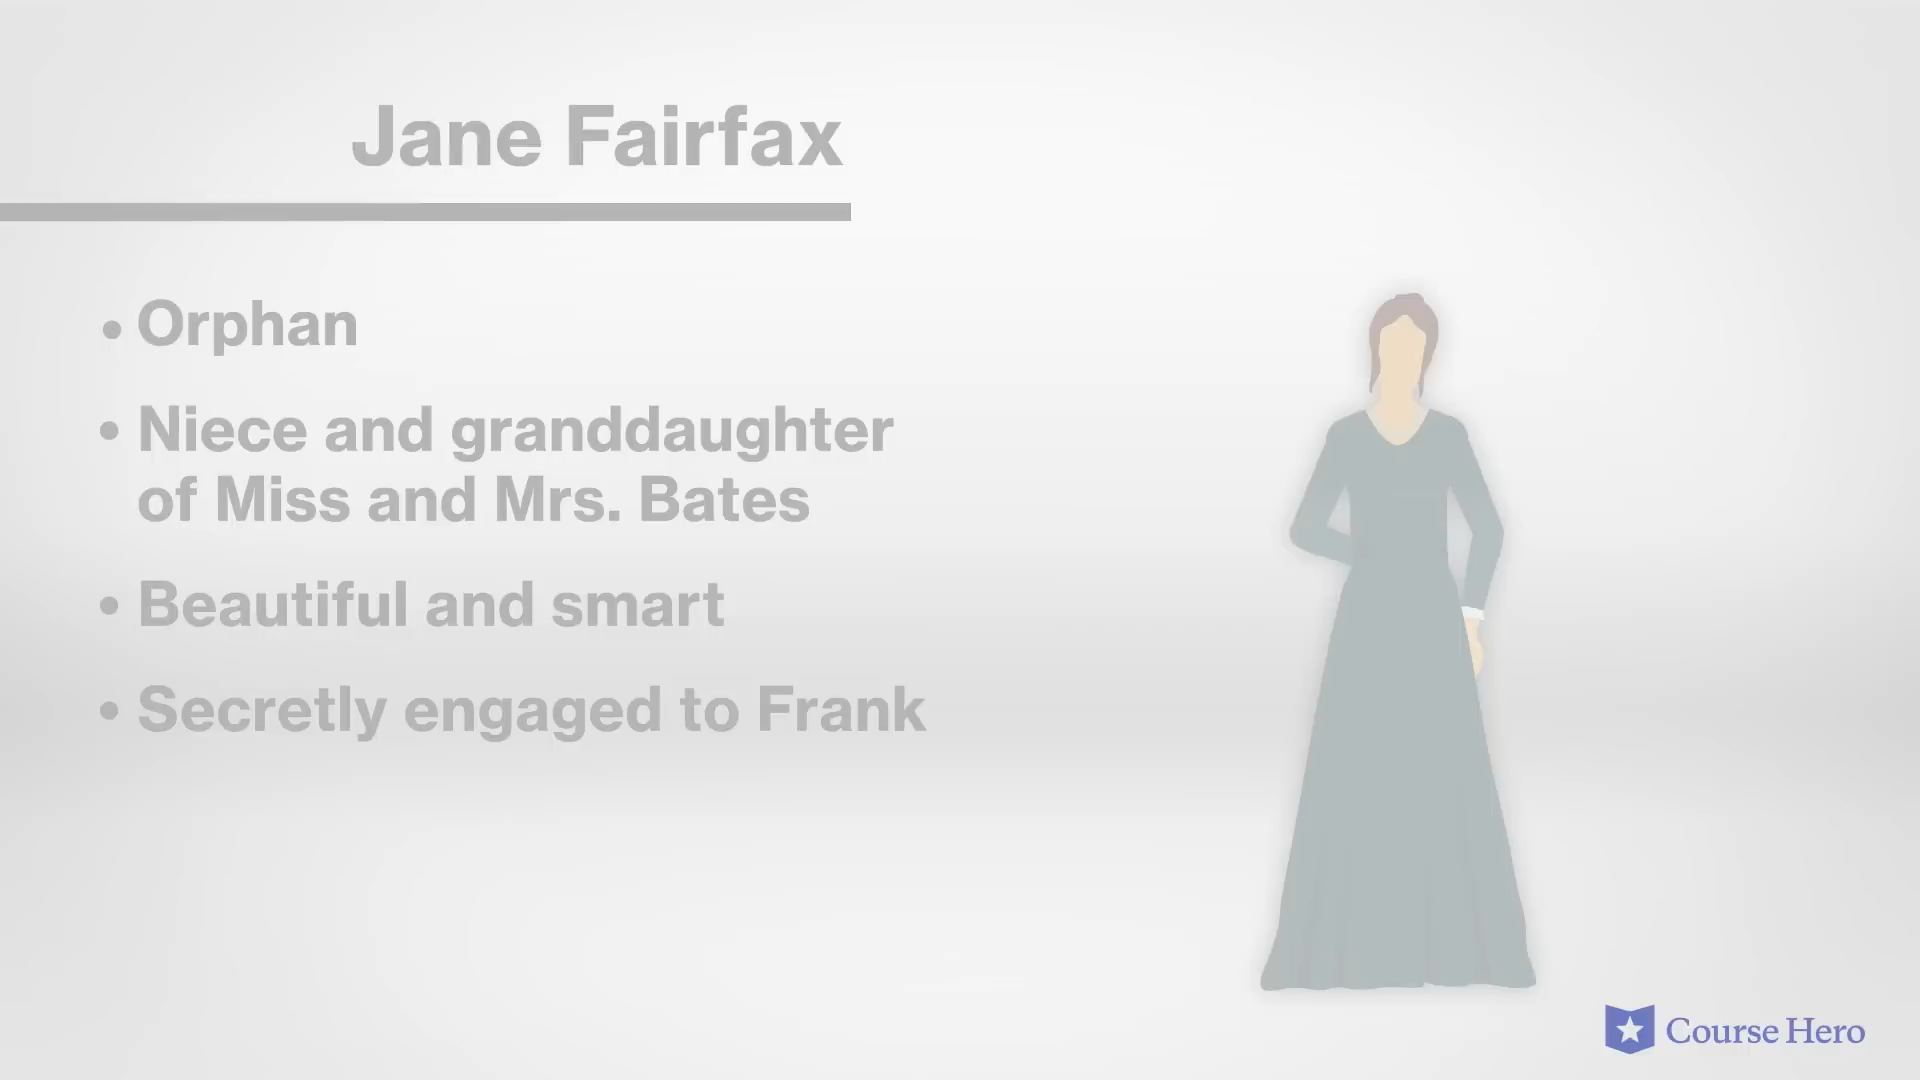 Jane Fairfax
• Orphan
• Niece and granddaughter
of Miss and Mrs. Bates
• Beautiful and smart
• Secretly engaged to Frank
Course Hero